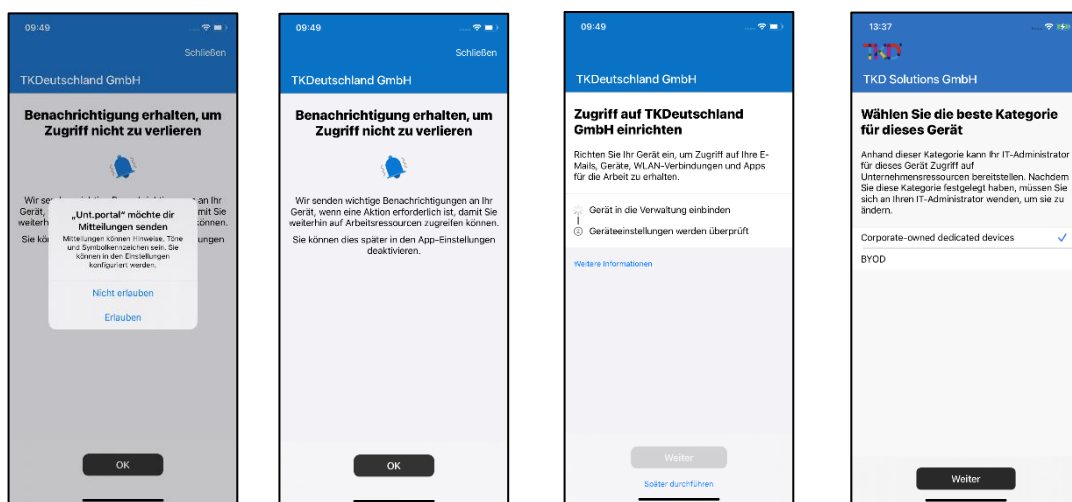 09:49
Schließen
TKDeutschland GmbH
Benachrichtigung erhalten, um
Zugriff nicht zu verlieren
Wir
an Ihr
Gerät,
mit Sie
können.
„Unt.portal“ möchte dir
Mitteilungen senden
Mitteilungen können Hinweise, Töne
und Symbolkennzeichen sein. Sie
können in den Einstellungen
konfiguriert werden.
Nicht erlauben
Erlauben
OK
09:49
Schließen
TKDeutschland GmbH
Benachrichtigung erhalten, um
Zugriff nicht zu verlieren
Wir senden wichtige Benachrichtigungen an Ihr
Gerät, wenn eine Aktion erforderlich ist, damit Sie
weiterhin auf Arbeitsressourcen zugreifen können.
Sie können dies später in den App-Einstellungen
deaktivieren.
OK
09:49
TKDeutschland GmbH
Zugriff auf TKDeutschland
GmbH einrichten
Richten Sie Ihr Gerät ein, um Zugriff auf Ihre E-
Mails, Geräte, WLAN-Verbindungen und Apps
für die Arbeit zu erhalten.
Gerät in die Verwaltung einbinden
2 Geräteeinstellungen werden überprüft
Weitere Informationen
Weiter
Später durchführen
13:37
TKD
TKD Solutions GmbH
Wählen Sie die beste Kategorie
für dieses Gerät
Anhand dieser Kategorie kann Ihr IT-Administrator
für dieses Gerät Zugriff auf
Unternehmensressourcen bereitstellen. Nachdem
Sie diese Kategorie festgelegt haben, müssen Sie
sich an Ihren IT-Administrator wenden, um sie zu
ändern.
Corporate-owned dedicated devices
BYOD
Weiter